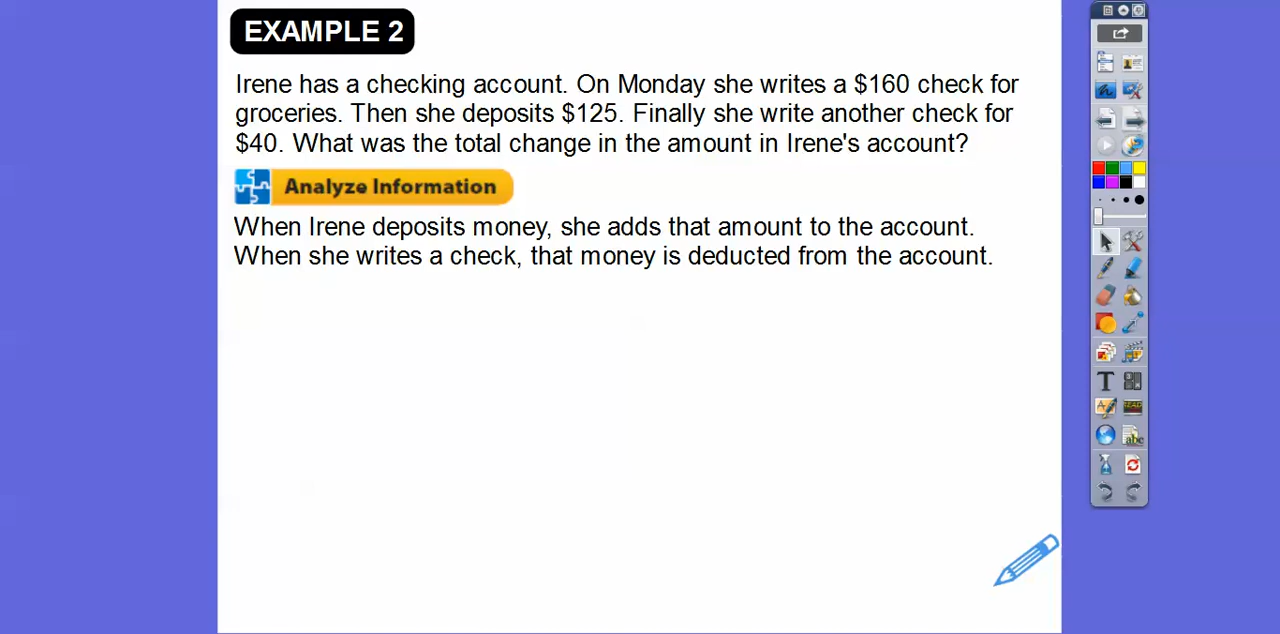 EXAMPLE 2
Irene has a checking account. On Monday she writes a $160 check for
groceries. Then she deposits $125. Finally she write another check for
$40. What was the total change in the amount in Irene's account?
Analyze Information
When Irene deposits money, she adds that amount to the account.
When she writes a check, that money is deducted from the account.